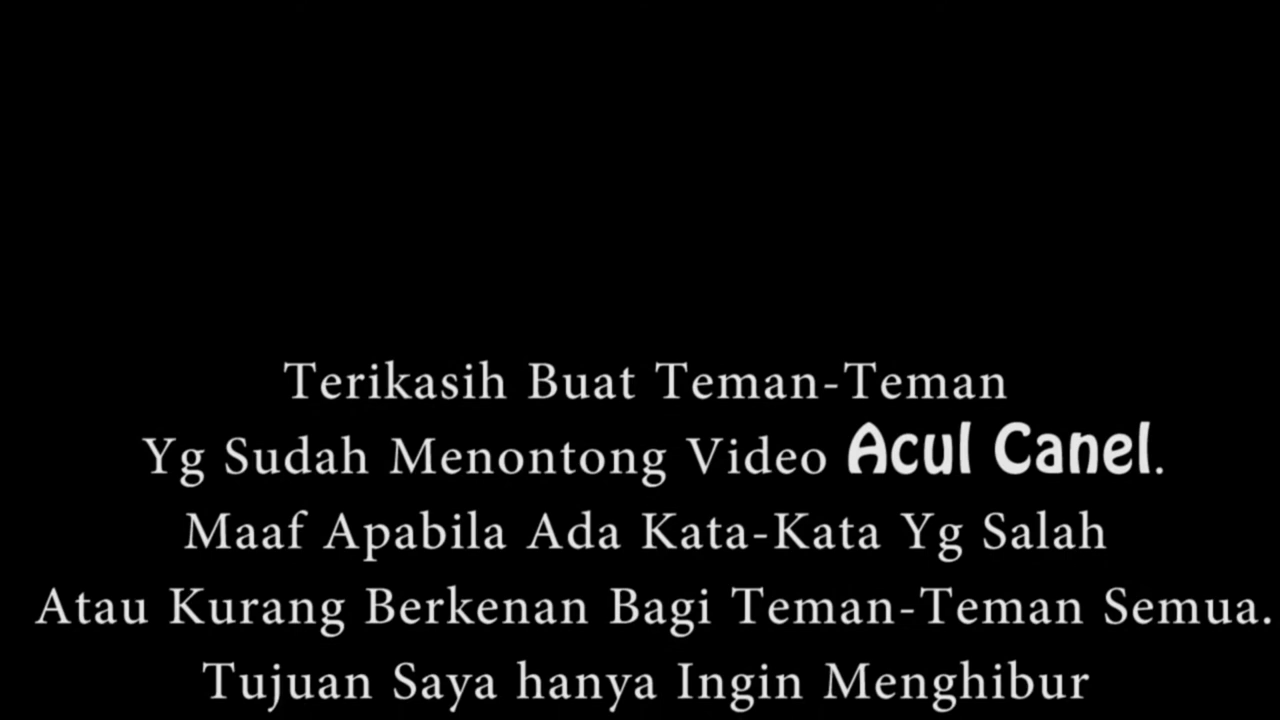 Terikasih Buat Teman-Teman
Yg Sudah Menontong Video Acul Canel.
Maaf Apabila Ada Kata-Kata Yg Salah
Atau Kurang Berkenan Bagi Teman-Teman Semua.
Tujuan Saya hanya Ingin Menghibur